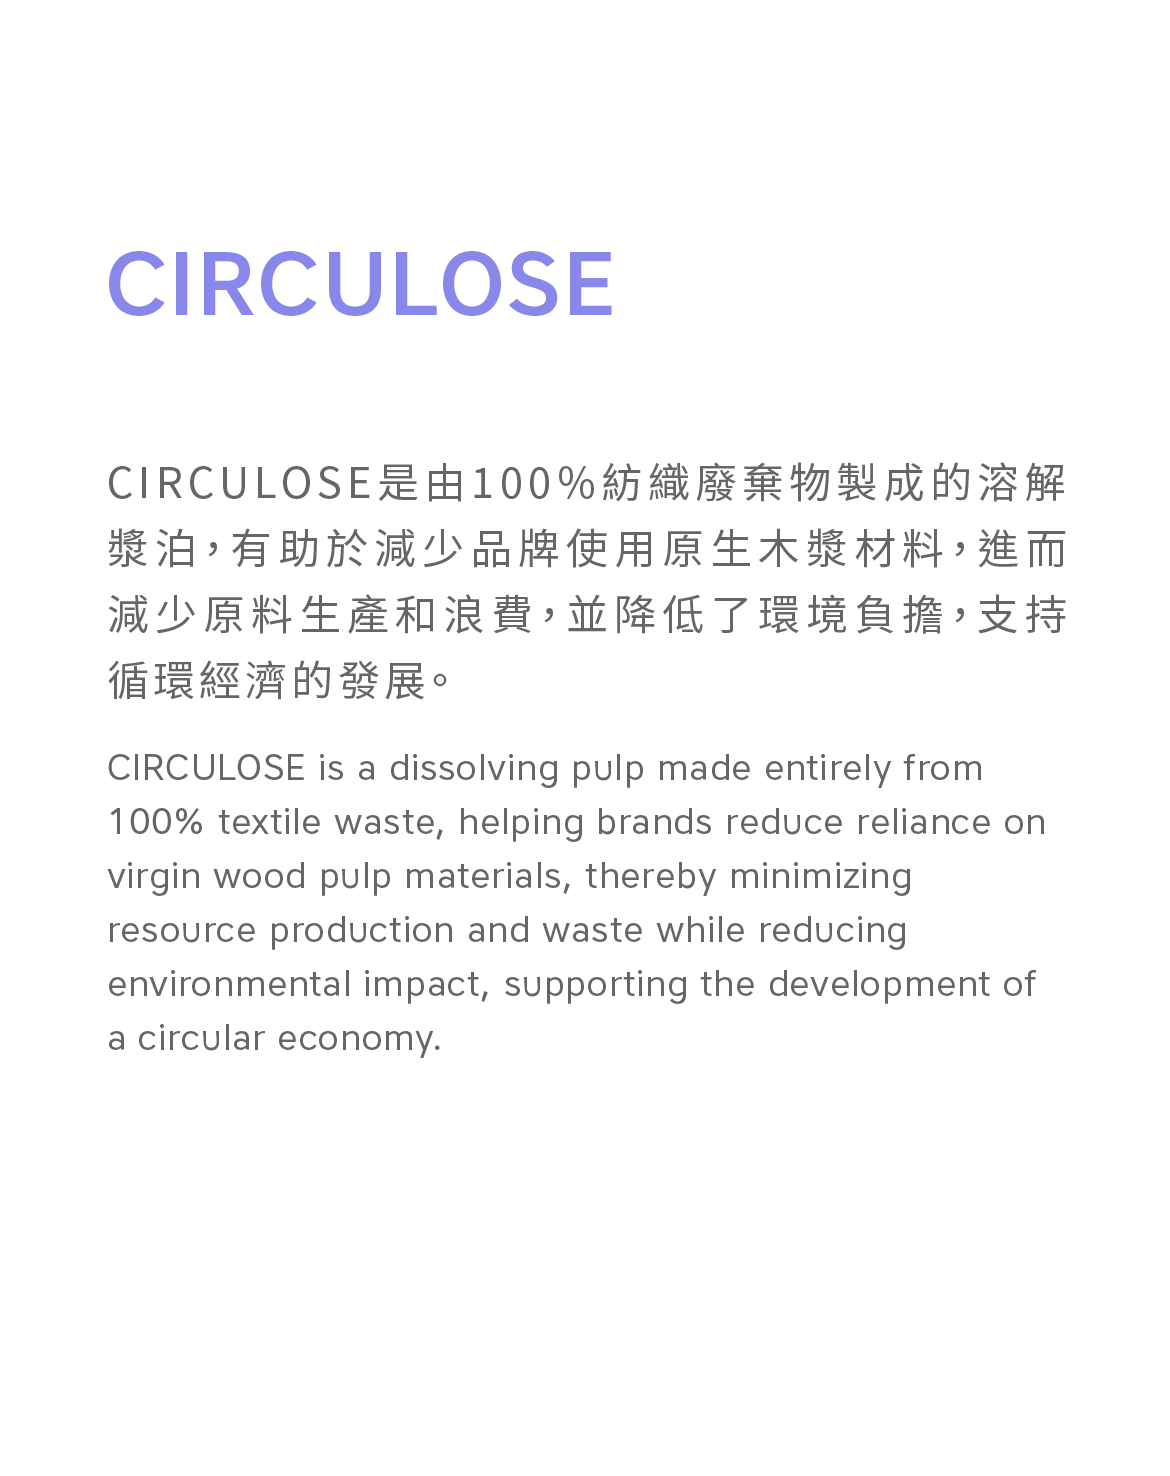 CIRCULOSE
CIRCULOSE是由100%紡織廢棄物製成的溶解
漿泊，有助於減少品牌使用原生木漿材料，進而
減少原料生產和浪費，並降低了環境負擔，支持
循環經濟的發展。
CIRCULOSE is a dissolving pulp made entirely from
100% textile waste, helping brands reduce reliance on
virgin wood pulp materials, thereby minimizing
resource production and waste while reducing
environmental impact, supporting the development of
a circular economy.